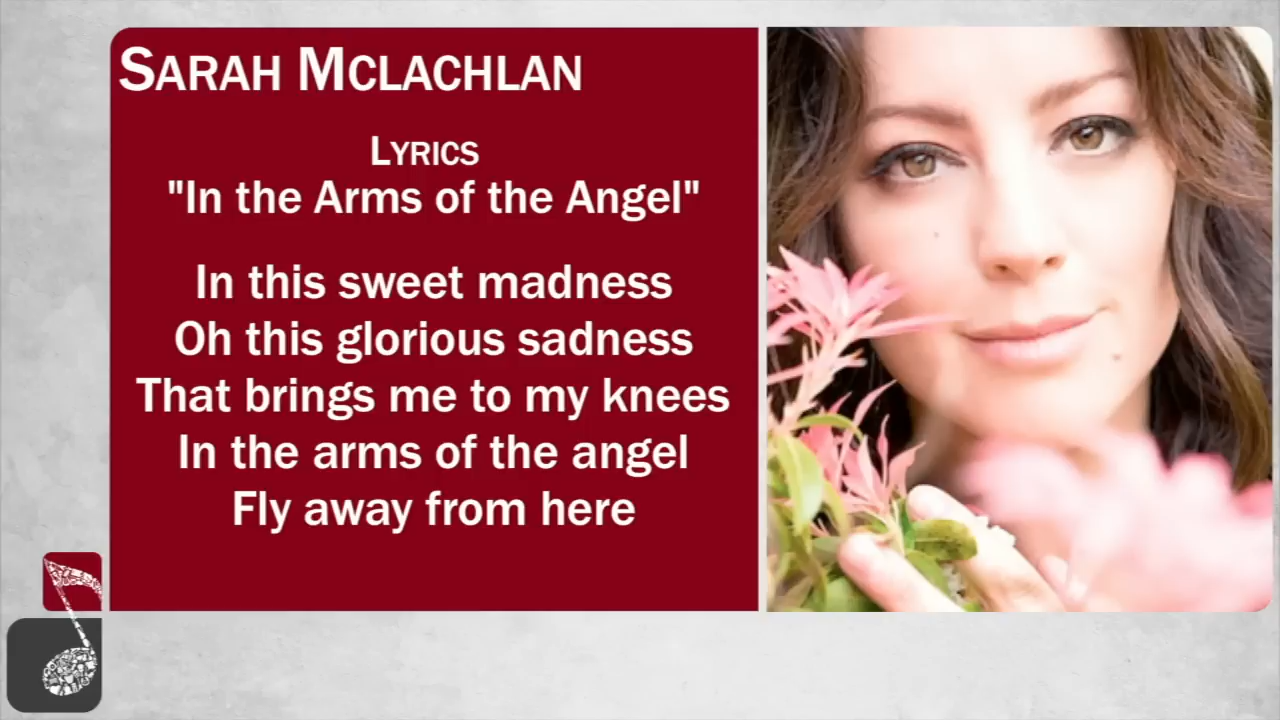 SARAH MCLACHLAN
LYRICS
"In the Arms of the Angel"
In this sweet madness
Oh this glorious sadness
That brings me to my knees
In the arms of the angel
Fly away from here